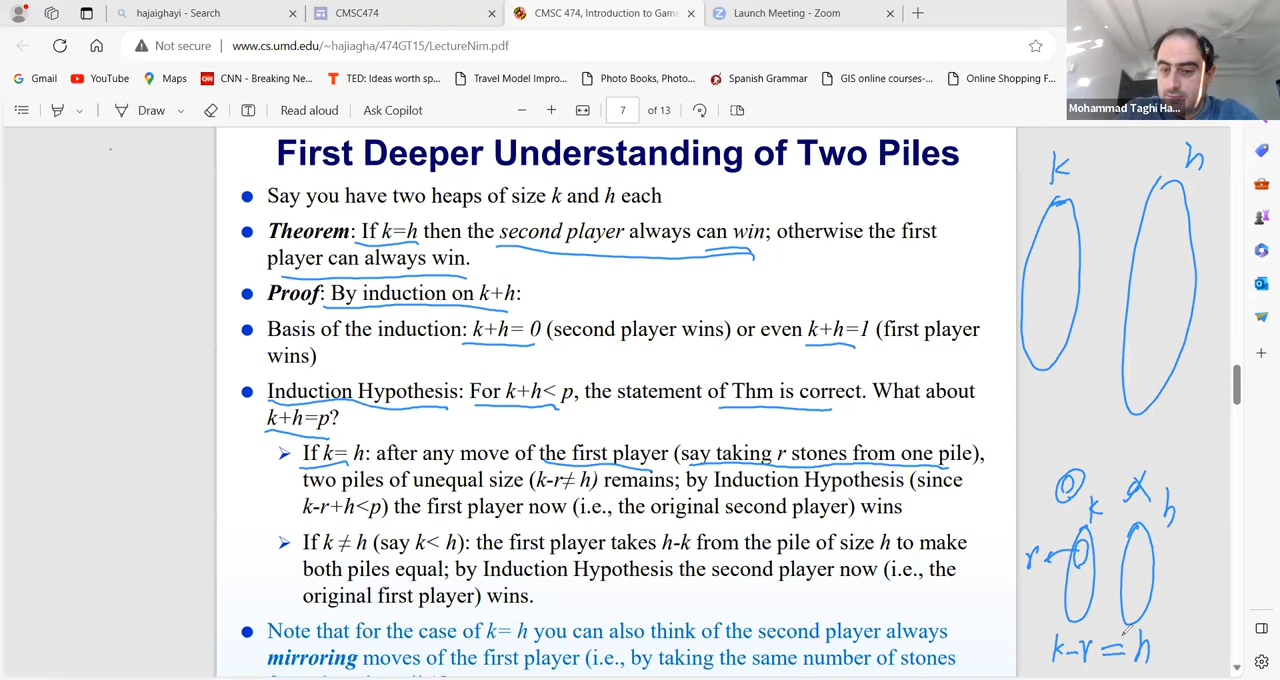 hajaighayi - Search
CMSC474
CMSC 474, Introduction to Game
Launch Meeting - Zoom
Not secure
www.cs.umd.edu/~hajiagha/474GT15/LectureNim.pdf
Gmail
YouTube
Maps
CNN - Breaking Ne...
TED: Ideas worth sp...
Travel Model Impro...
Photo Books, Photo...
Spanish Grammar
GIS online courses-...
Online Shopping F...
Mohammad Taghi Ha...
Draw
Read aloud
Ask Copilot
7 of 13
First Deeper Understanding of Two Piles
Say you have two heaps of size k and h each
Theorem: If k=h then the second player always can win; otherwise the first
player can always win.
Proof: By induction on k+h:
Basis of the induction: k+h= 0 (second player wins) or even k+h=1 (first player
wins)
Induction Hypothesis: For k+h< p, the statement of Thm is correct. What about
k+h=p?
If k= h: after any move of the first player (say taking r stones from one pile),
two piles of unequal size (k-r≠ h) remains; by Induction Hypothesis (since
k-r+h<p) the first player now (i.e., the original second player) wins
If k ≠ h (say k< h): the first player takes h-k from the pile of size h to make
both piles equal; by Induction Hypothesis the second player now (i.e., the
original first player) wins.
Note that for the case of k= h you can also think of the second player always
mirroring moves of the first player (i.e., by taking the same number of stones
k
h
k
h
r
k-r = h